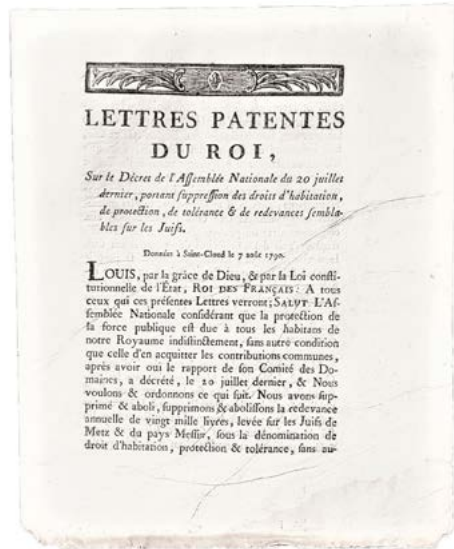 LETTRES PATENTES
DU ROI,
Sur le Décret de l'Assemblée Nationale du 20 juillet
dernier, portant suppression des droits d'habitation,
de protection, de tolérance & de redevances sembla-
bles sur les Juifs.
Données à Saint-Cloud le 7 août 1790.
LOUIS, par la grâce de Dieu, & par la Loi consti-
tutionnelle de l'État, ROI DES FRANÇAIS: A tous
ceux qui ces présentes Lettres verront; SALUT. L'As-
semblée Nationale considérant que la protection de
la force publique est due à tous les habitans de
notre Royaume indistinctement, sans autre condition
que celle d'en acquitter les contributions communes,
après avoir oui le rapport de son Comité des Do-
maines, a décrété, le 20 juillet dernier, & Nous
voulons & ordonnons ce qui suit. Nous avons sup-
primé & aboli, supprimons & abolissons la redevance
annuelle de vingt mille livres, levée sur les Juifs de
Metz & du pays Messin, sous la dénomination de
droit d'habitation, protection & tolérance, sans au-